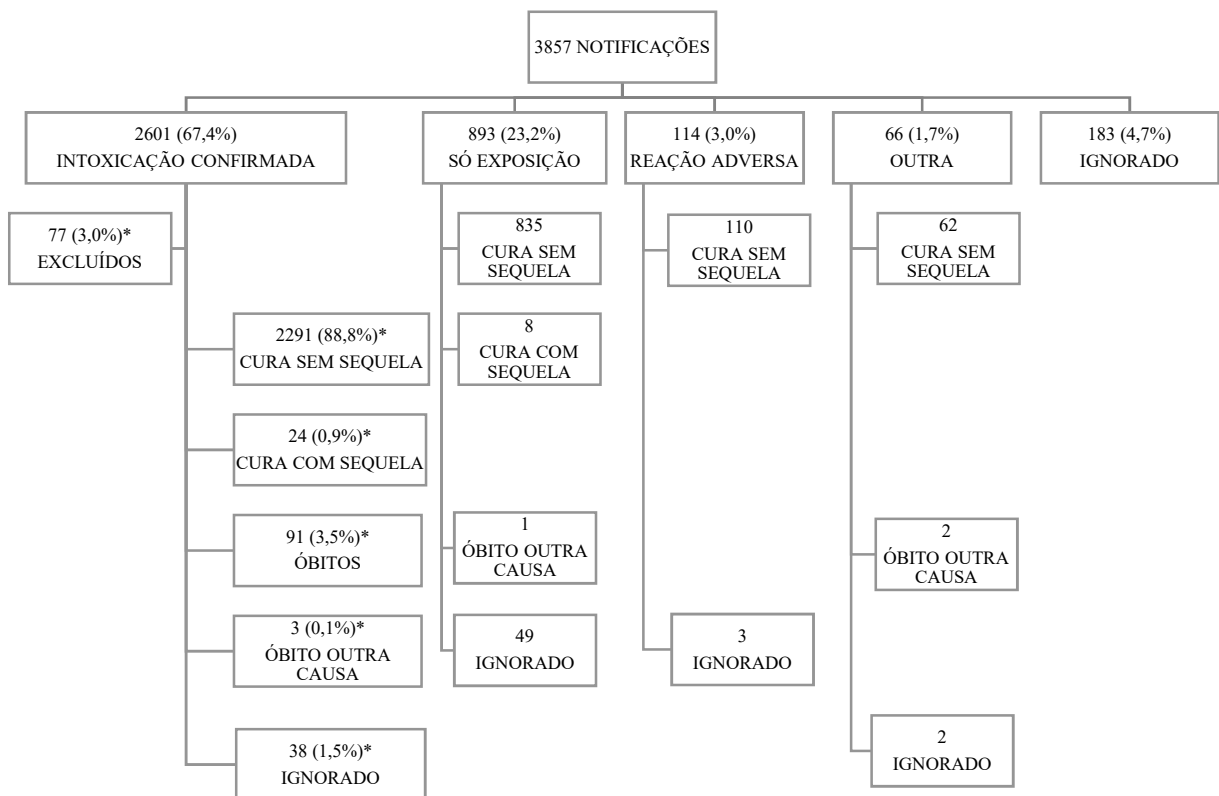 3857 NOTIFICAÇÕES
2601 (67,4%)
INTOXICAÇÃO CONFIRMADA
893 (23,2%)
SÓ EXPOSIÇÃO
114 (3,0%)
REAÇÃO ADVERSA
66 (1,7%)
OUTRA
183 (4,7%)
IGNORADO
77 (3,0%)*
EXCLUÍDOS
2291 (88,8%)*
CURA SEM SEQUELA
24 (0,9%)*
CURA COM SEQUELA
91 (3,5%)*
ÓBITOS
3 (0,1%)*
ÓBITO OUTRA
CAUSA
38 (1,5%)*
IGNORADO
835
CURA SEM
SEQUELA
8
CURA COM
SEQUELA
1
ÓBITO OUTRA
CAUSA
49
IGNORADO
110
CURA SEM
SEQUELA
3
IGNORADO
62
CURA SEM
SEQUELA
2
ÓBITO OUTRA
CAUSA
2
IGNORADO